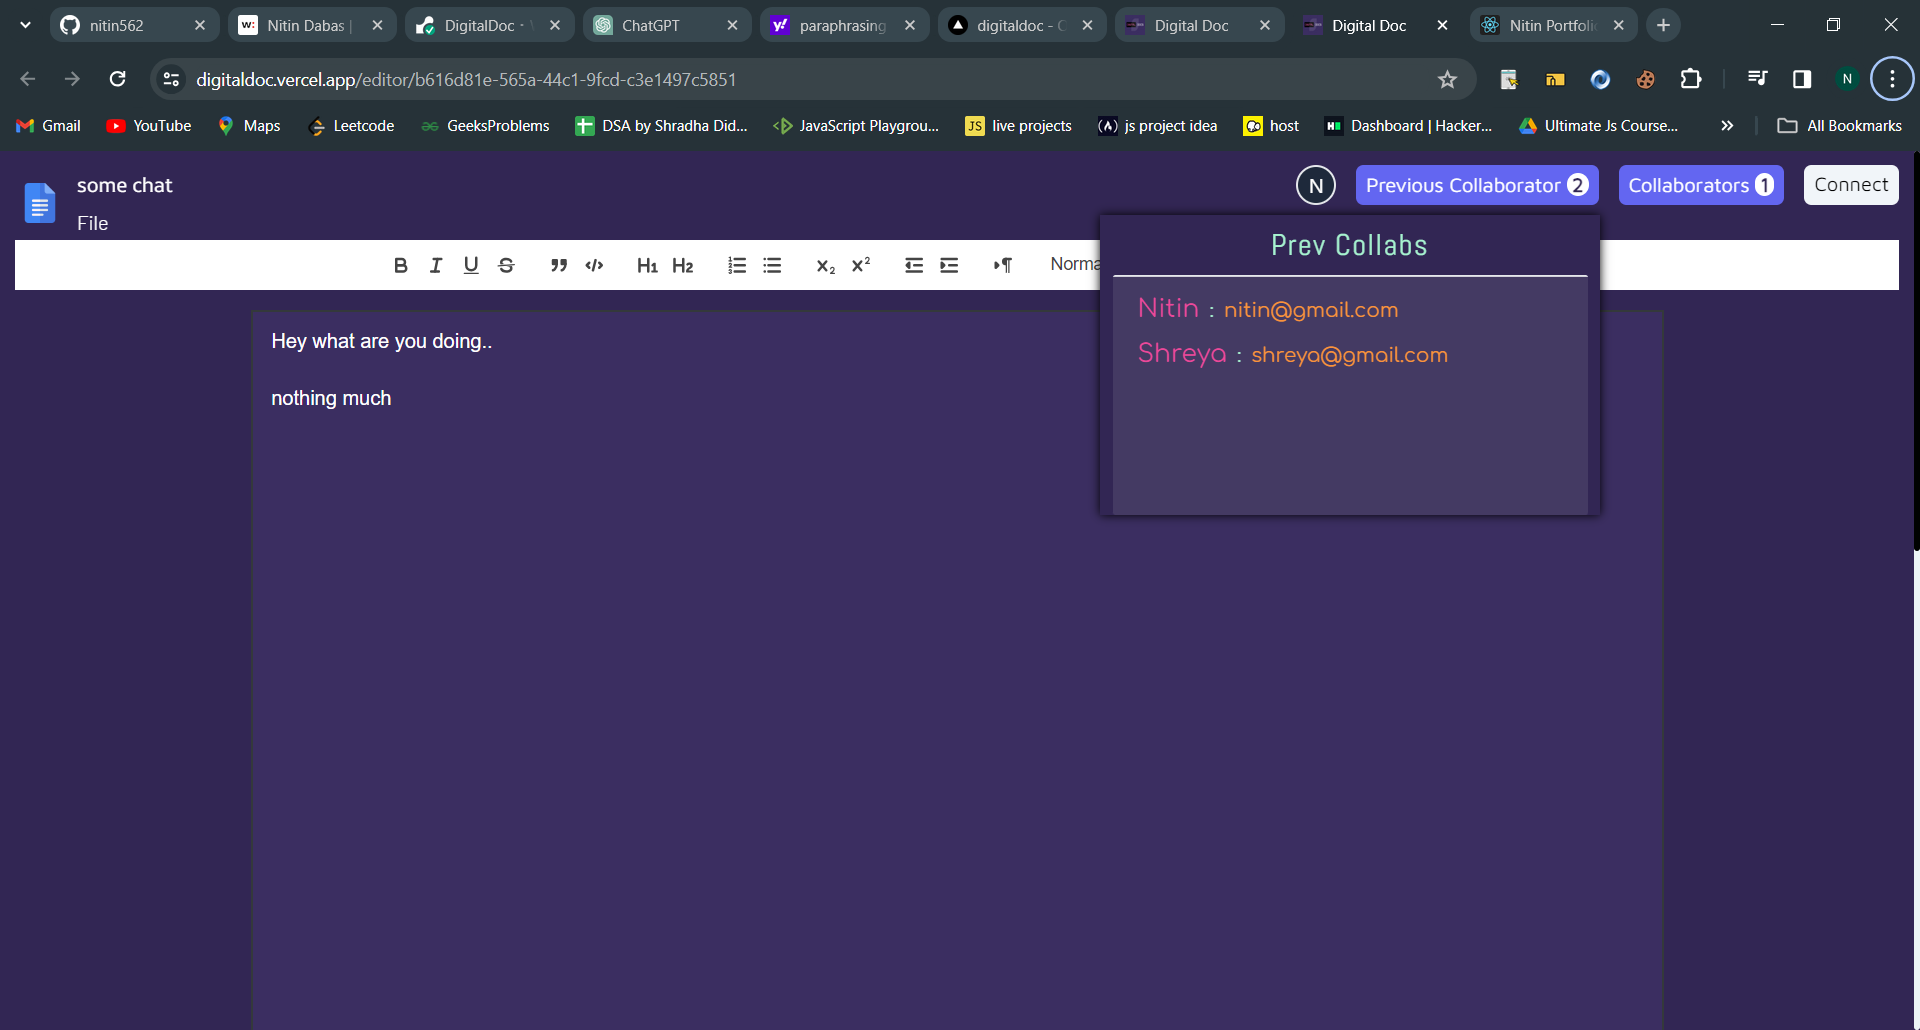 nitin562
Nitin Dabas |
DigitalDoc -
ChatGPT
paraphrasing
digitaldoc - C
Digital Doc
Digital Doc
Nitin Portfolio
digitaldoc.vercel.app/editor/b616d81e-565a-44c1-9fcd-c3e1497c5851
N
Gmail
YouTube
Maps
Leetcode
GeeksProblems
DSA by Shradha Did...
JavaScript Playgrou...
JS live projects
js project idea
host
Dashboard | Hacker...
Ultimate Js Course...
All Bookmarks
some chat
N
Previous Collaborator 2
Collaborators 1
Connect
File
Prev Collabs
B I U S H1 H2 X2 X2 Norma
Nitin : nitin@gmail.com
Shreya : shreya@gmail.com
Hey what are you doing..
nothing much